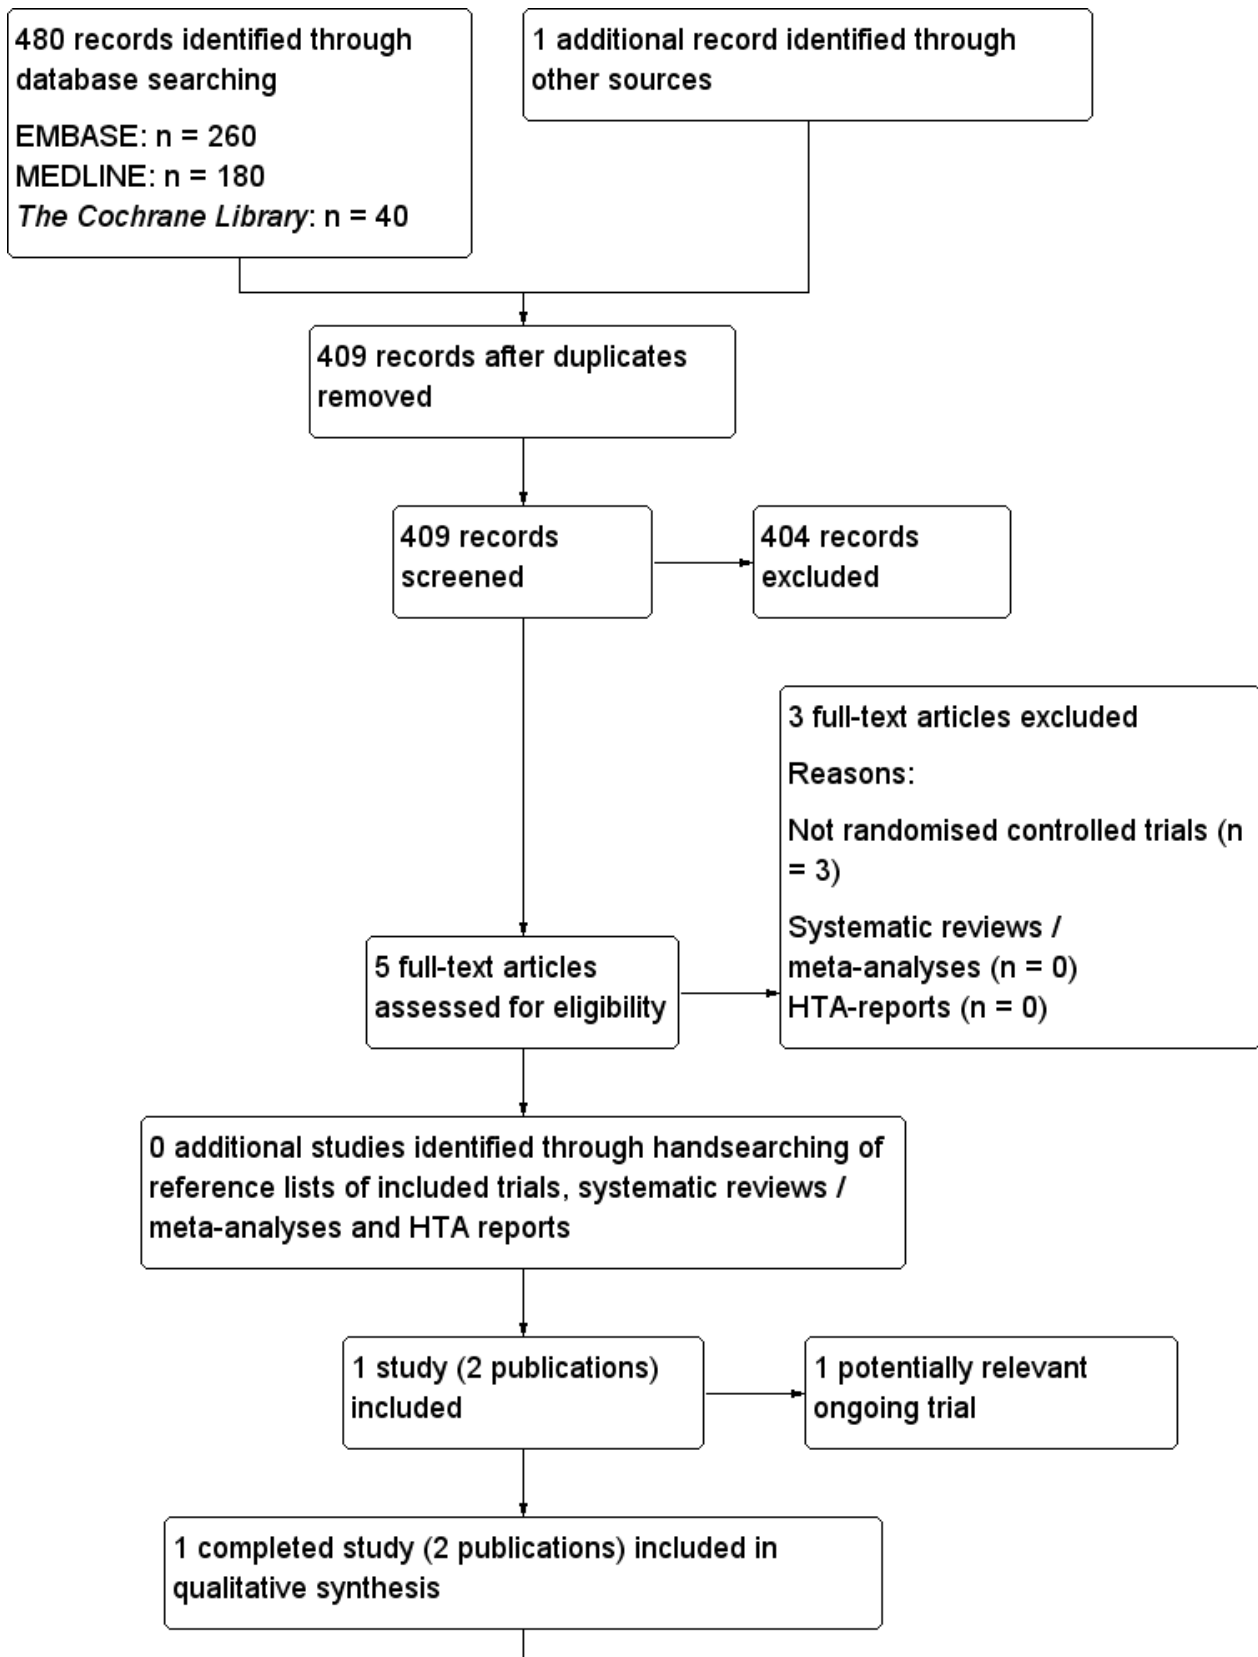 480 records identified through
database searching
EMBASE: n = 260
MEDLINE: n = 180
The Cochrane Library: n = 40
1 additional record identified through
other sources
409 records after duplicates
removed
409 records
screened
404 records
excluded
3 full-text articles excluded
Reasons:
Not randomised controlled trials (n
= 3)
Systematic reviews /
meta-analyses (n = 0)
HTA-reports (n = 0)
5 full-text articles
assessed for eligibility
0 additional studies identified through handsearching of
reference lists of included trials, systematic reviews /
meta-analyses and HTA reports
1 study (2 publications)
included
1 potentially relevant
ongoing trial
1 completed study (2 publications) included in
qualitative synthesis